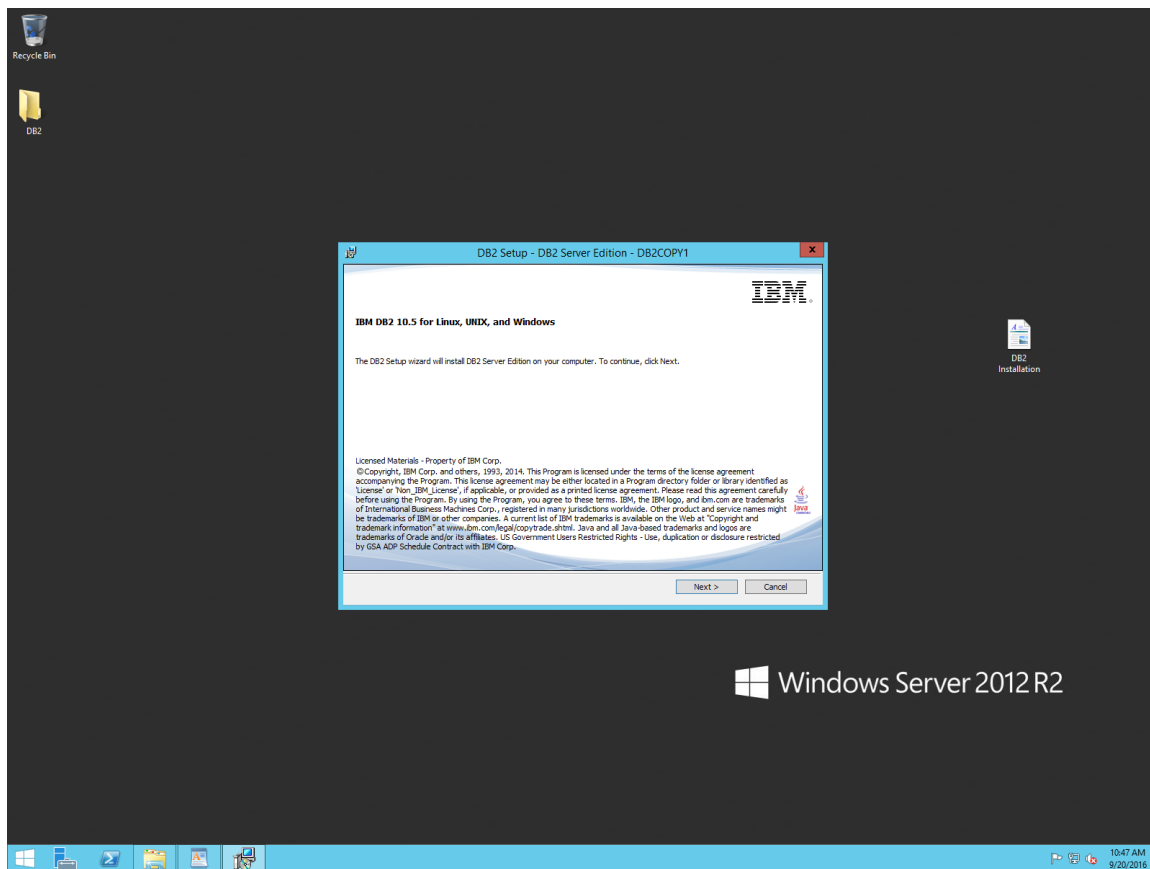 Recycle Bin
DB2
DB2 Setup - DB2 Server Edition - DB2COPY1
x
IBM
IBM DB2 10.5 for Linux, UNIX, and Windows
The DB2 Setup wizard will install DB2 Server Edition on your computer. To continue, click Next.
DB2
Installation
Licensed Materials - Property of IBM Corp.
©Copyright, IBM Corp. and others, 1993, 2014. This Program is licensed under the terms of the license agreement
accompanying the Program. This license agreement may be either located in a Program directory folder or library identified as
'License' or 'Non_IBM_License', if applicable, or provided as a printed license agreement. Please read this agreement carefully
before using the Program. By using the Program, you agree to these terms. IBM, the IBM logo, and ibm.com are trademarks
of International Business Machines Corp., registered in many jurisdictions worldwide. Other product and service names might
be trademarks of IBM or other companies. A current list of IBM trademarks is available on the Web at "Copyright and
trademark information" at www.ibm.com/legal/copytrade.shtml. Java and all Java-based trademarks and logos are
trademarks of Oracle and/or its affiliates. US Government Users Restricted Rights - Use, duplication or disclosure restricted
by GSA ADP Schedule Contract with IBM Corp.
Java
Next >
Cancel
Windows Server 2012 R2
10:47 AM
9/20/2016